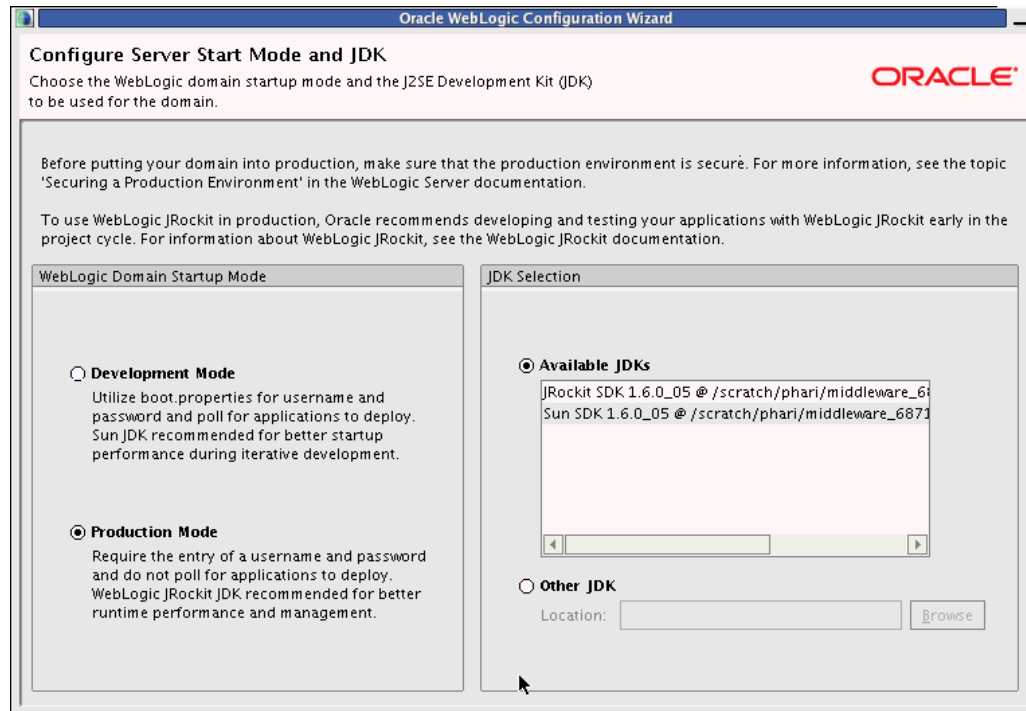 Oracle WebLogic Configuration Wizard
Configure Server Start Mode and JDK
Choose the WebLogic domain startup mode and the J2SE Development Kit (JDK)
to be used for the domain.
ORACLE
Before putting your domain into production, make sure that the production environment is secure. For more information, see the topic
'Securing a Production Environment' in the WebLogic Server documentation.
To use WebLogic JRockit in production, Oracle recommends developing and testing your applications with WebLogic JRockit early in the
project cycle. For information about WebLogic JRockit, see the WebLogic JRockit documentation.
WebLogic Domain Startup Mode
Development Mode
Utilize boot.properties for username and
password and poll for applications to deploy.
Sun JDK recommended for better startup
performance during iterative development.
Production Mode
Require the entry of a username and password
and do not poll for applications to deploy.
WebLogic JRockit JDK recommended for better
runtime performance and management.
JDK Selection
Available JDKs
JRockit SDK 1.6.0_05 @ /scratch/phari/middleware_6
Sun SDK 1.6.0_05 @ /scratch/phari/middleware_6871
Other JDK
Location:
Browse